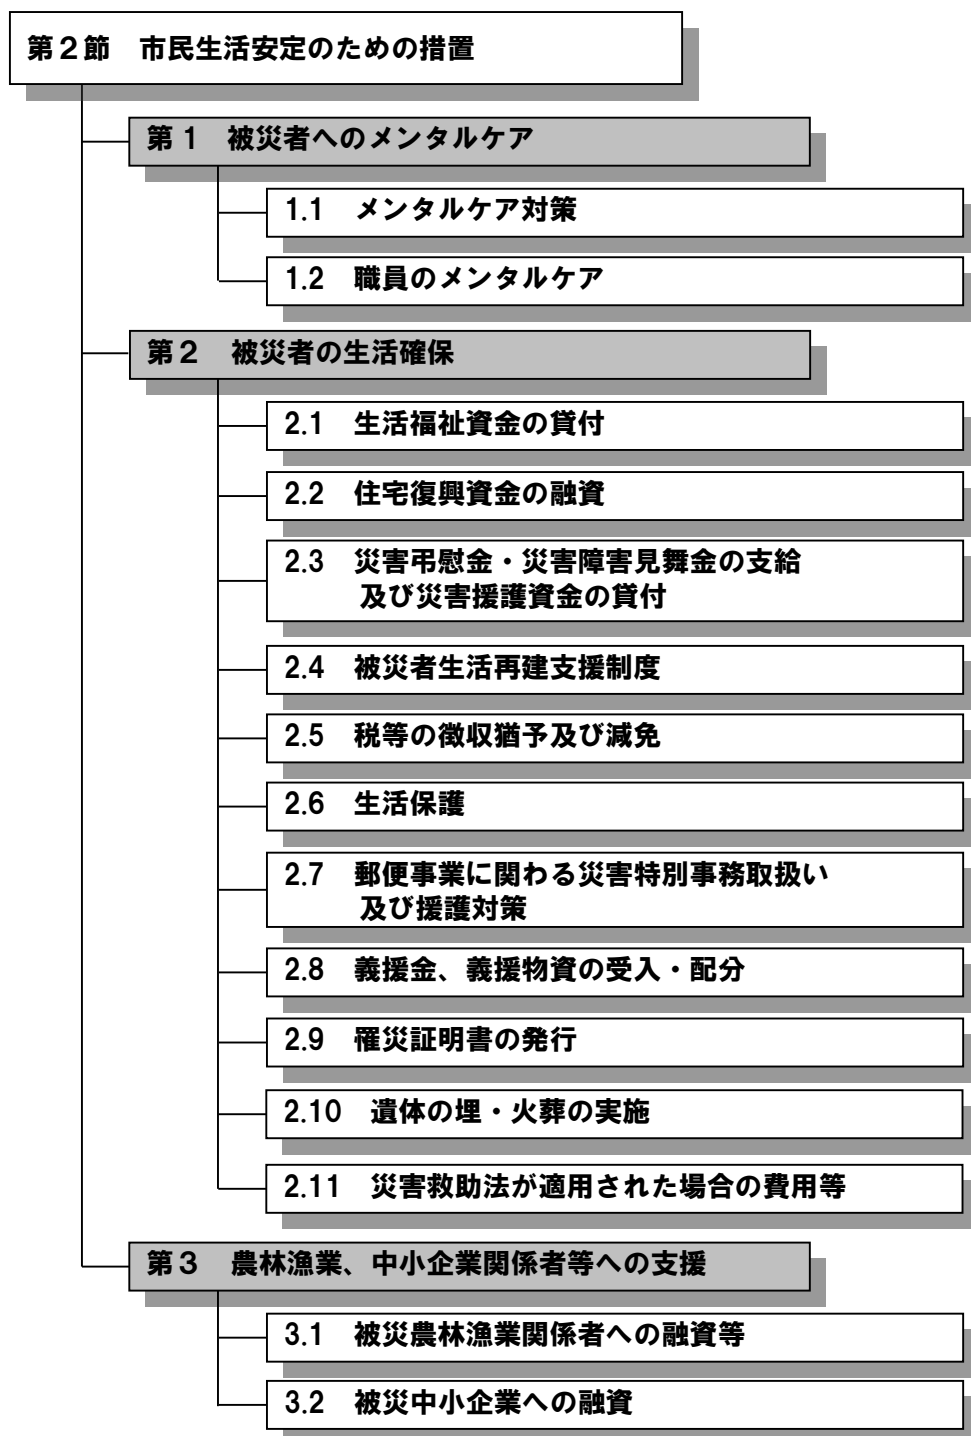 第２節　市民生活安定のための措置
第１　被災者へのメンタルケア
1.1　メンタルケア対策
1.2　職員のメンタルケア
第２　被災者の生活確保
2.1　生活福祉資金の貸付
2.2　住宅復興資金の融資
2.3　災害弔慰金・災害障害見舞金の支給
及び災害援護資金の貸付
2.4　被災者生活再建支援制度
2.5　税等の徴収猶予及び減免
2.6　生活保護
2.7　郵便事業に関わる災害特別事務取扱い
及び援護対策
2.8　義援金、義援物資の受入・配分
2.9　罹災証明書の発行
2.10　遺体の埋・火葬の実施
2.11　災害救助法が適用された場合の費用等
第３　農林漁業、中小企業関係者等への支援
3.1　被災農林漁業関係者への融資等
3.2　被災中小企業への融資